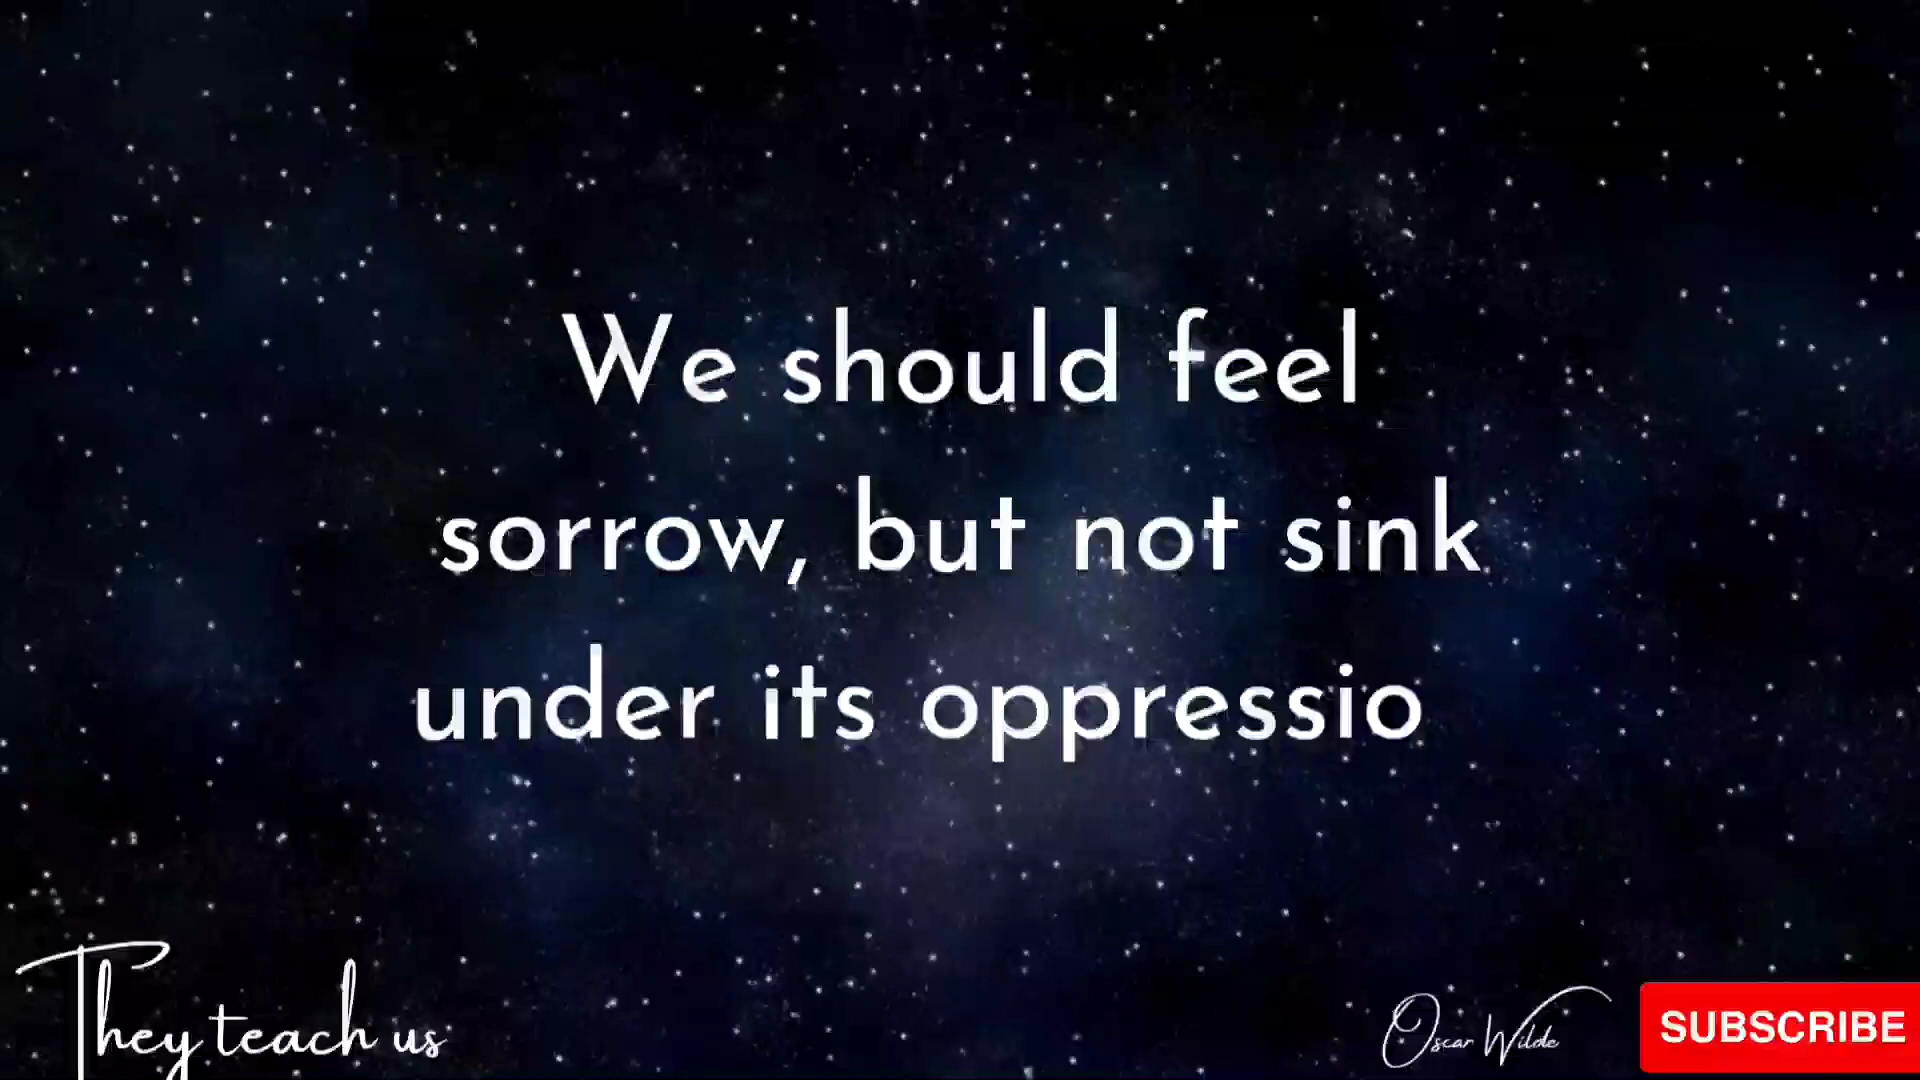 We should feel
sorrow, but not sink
under its oppressio
They teach us
Oscar Wilde
SUBSCRIBE